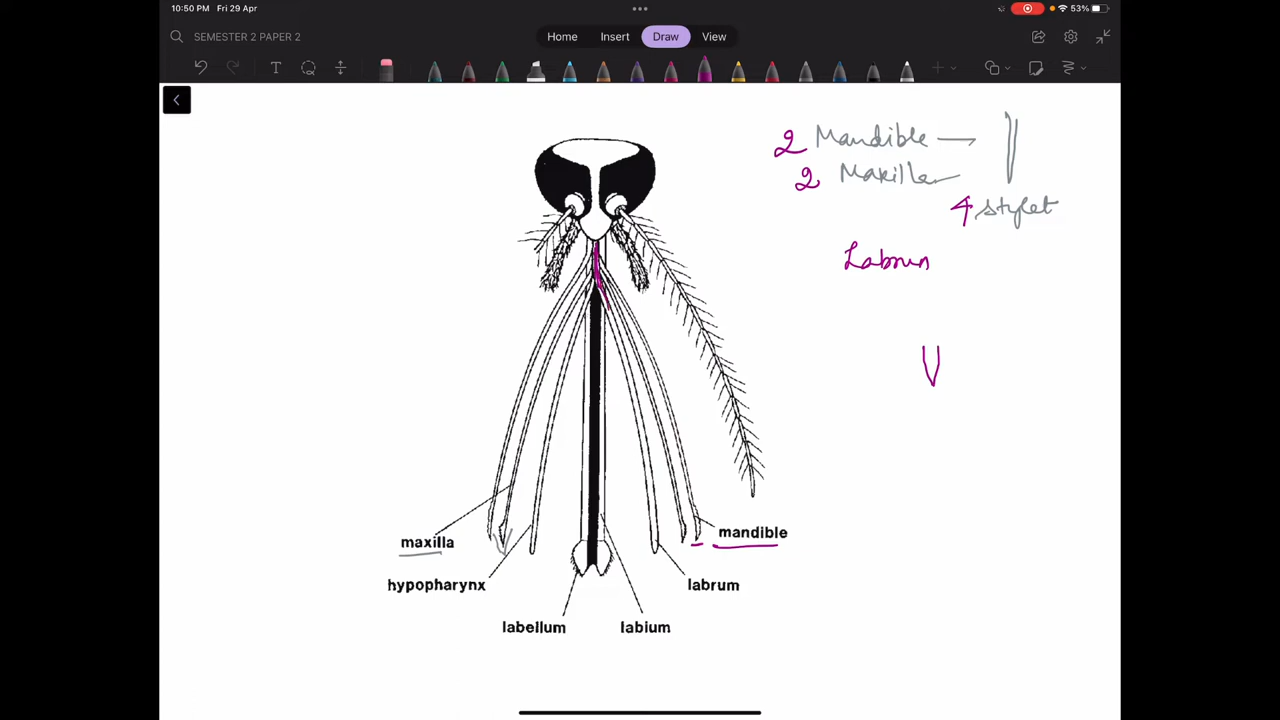 10:50 PM Fri 29 Apr
53%
SEMESTER 2 PAPER 2
Home Insert Draw View
2 Mandible
2 Maxilla
4 stylet
Labrum
maxilla
mandible
hypopharynx
labrum
labellum
labium